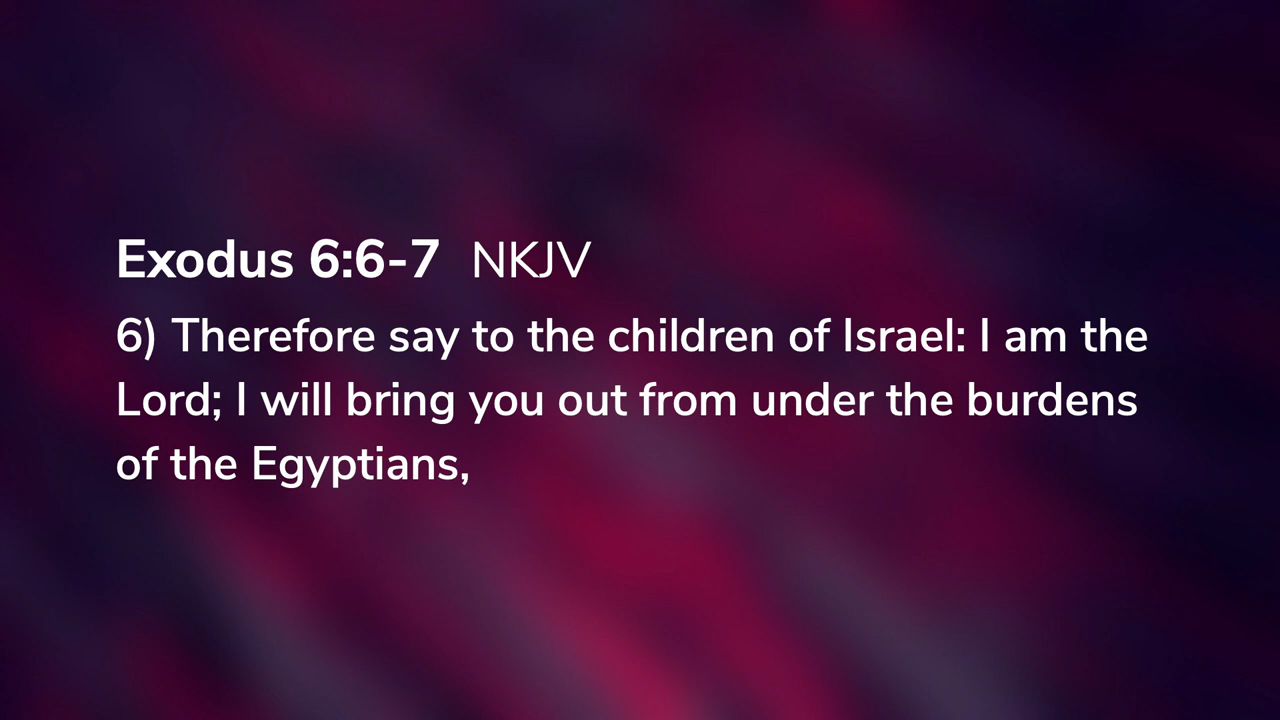 Exodus 6:6-7 NKJV
6) Therefore say to the children of Israel: I am the
Lord; I will bring you out from under the burdens
of the Egyptians,